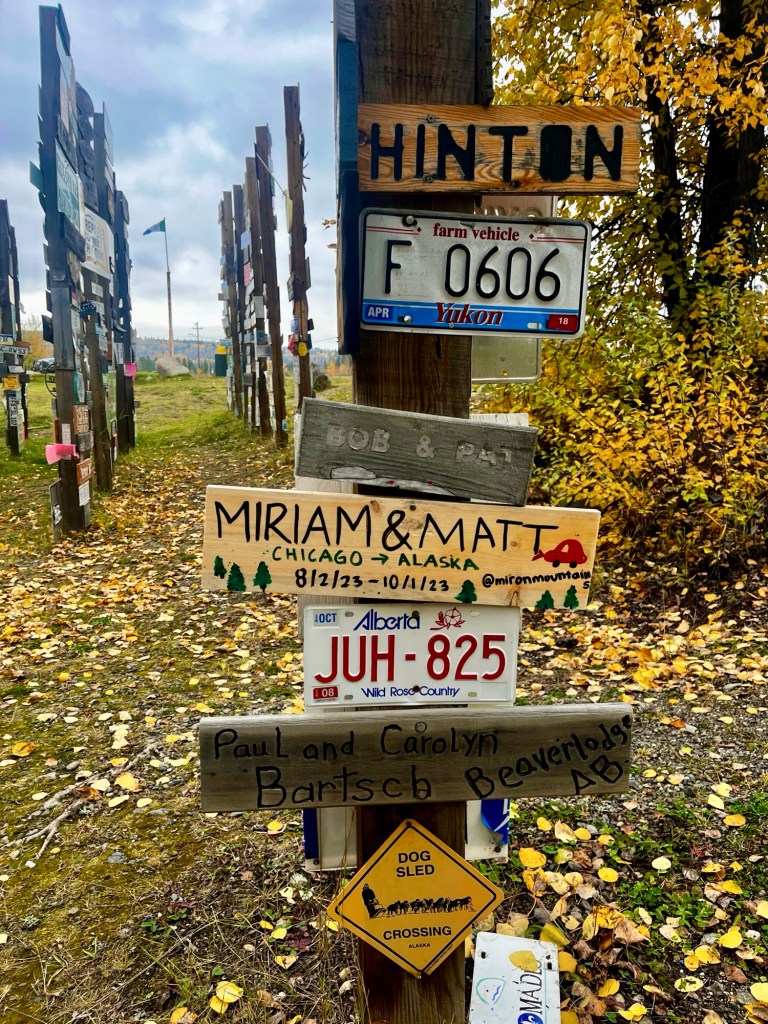 HINTON
farm vehicle
F 0606
APR Yukon 18
BOB & PAT
MIRIAM & MATT
CHICAGO → ALASKA
8/2/23 - 10/1/23 @mironmountains
OCT Alberta
JUH-825
08 Wild Rose Country
Paul and Carolyn
Bartsch Beaverlodge
AB
DOG
SLED
CROSSING
ALASKA